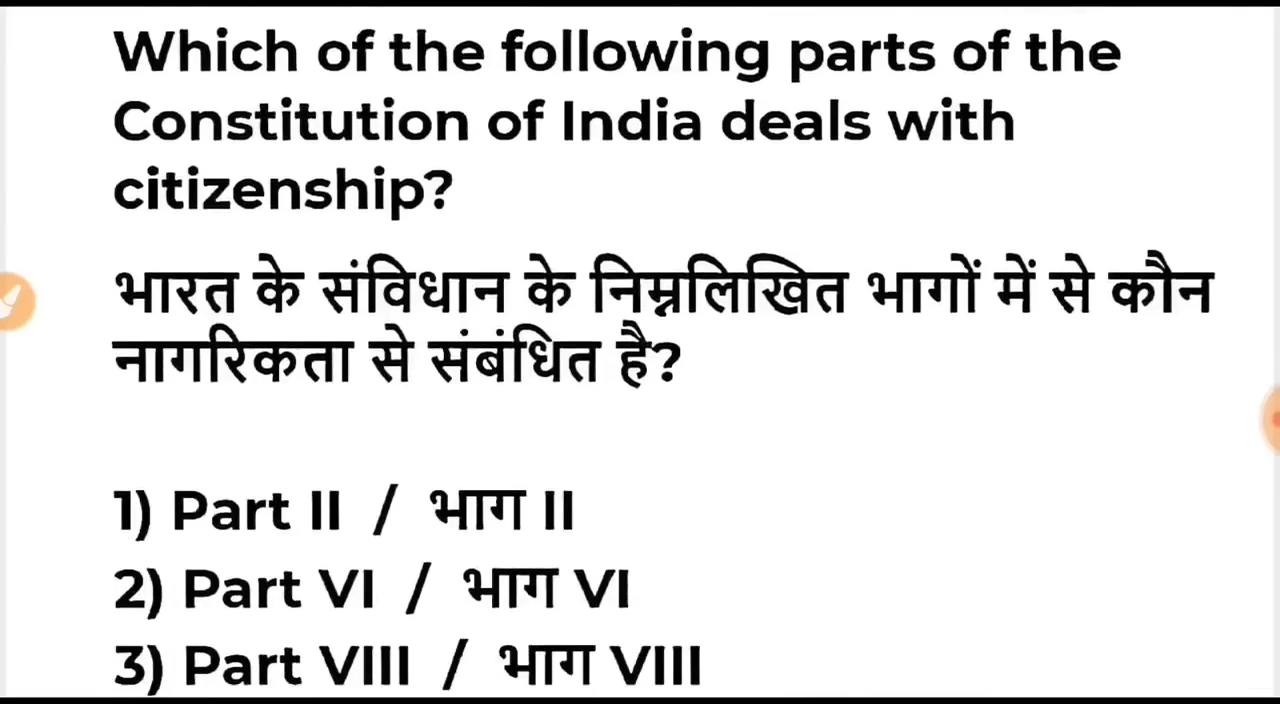 Which of the following parts of the
Constitution of India deals with
citizenship?
भारत के संविधान के निम्नलिखित भागों में से कौन
नागरिकता से संबंधित है?
1) Part II / भाग II
2) Part VI / भाग VI
3) Part VIII / भाग VIII